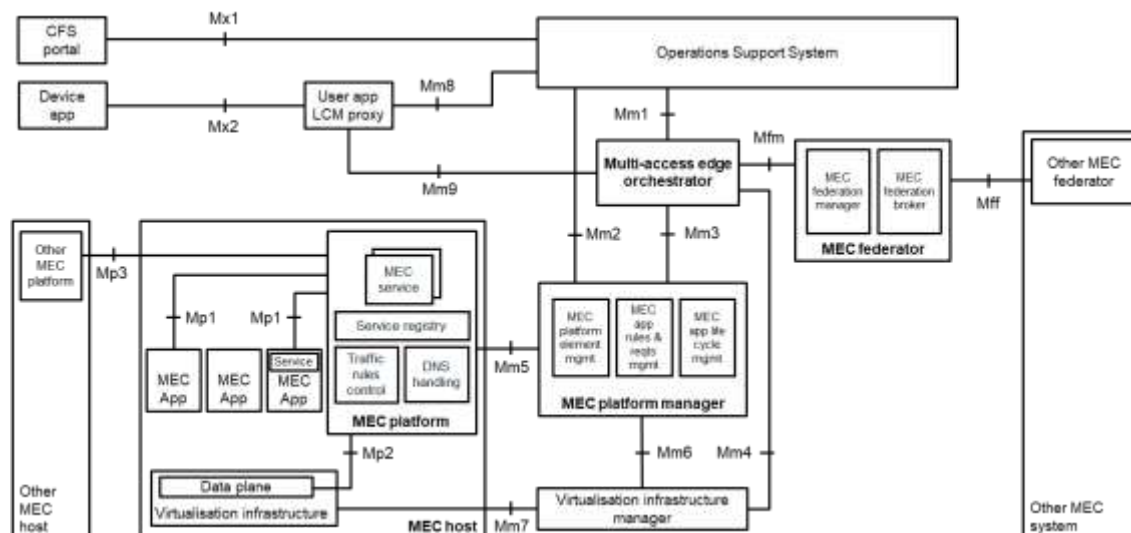 CFS
portal
Mx1
Operations Support System
Device
app
Mx2
User app
LCM proxy
Mm8
Mm1
Mm9
Multi-access edge
orchestrator
Mfm
MEC
federation
manager
MEC
federation
broker
MEC federator
Mff
Other MEC
federator
Mm2
Mm3
Other
MEC
platform
Mp3
MEC
service
Service registry
Traffic
rules
control
DNS
handling
MEC platform
Mp1
Mp1
MEC
App
MEC
App
Service
MEC
App
Mm5
MEC
platform
element
mgmt
MEC
app
rules &
reqts
mgmt
MEC
app life
cycle
mgmt
MEC platform manager
Mp2
Mm6
Mm4
Data plane
Virtualisation infrastructure
MEC host
Mm7
Virtualisation infrastructure
manager
Other
MEC
host
Other MEC
system